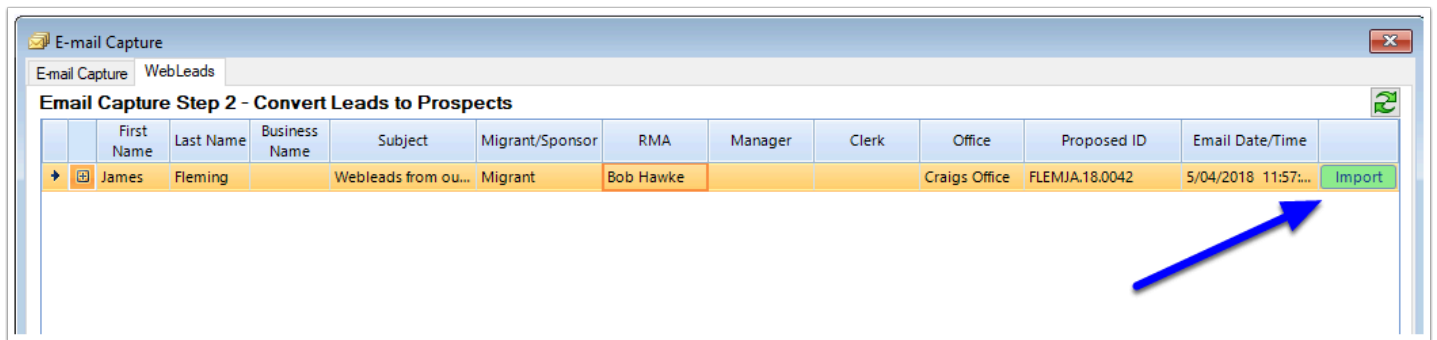 E-mail Capture
E-mail Capture WebLeads
Email Capture Step 2 - Convert Leads to Prospects
First Name Last Name Business Name Subject Migrant/Sponsor RMA Manager Clerk Office Proposed ID Email Date/Time
James Fleming Webleads from ou... Migrant Bob Hawke Craigs Office FLEMJA.18.0042 5/04/2018 11:57:... Import